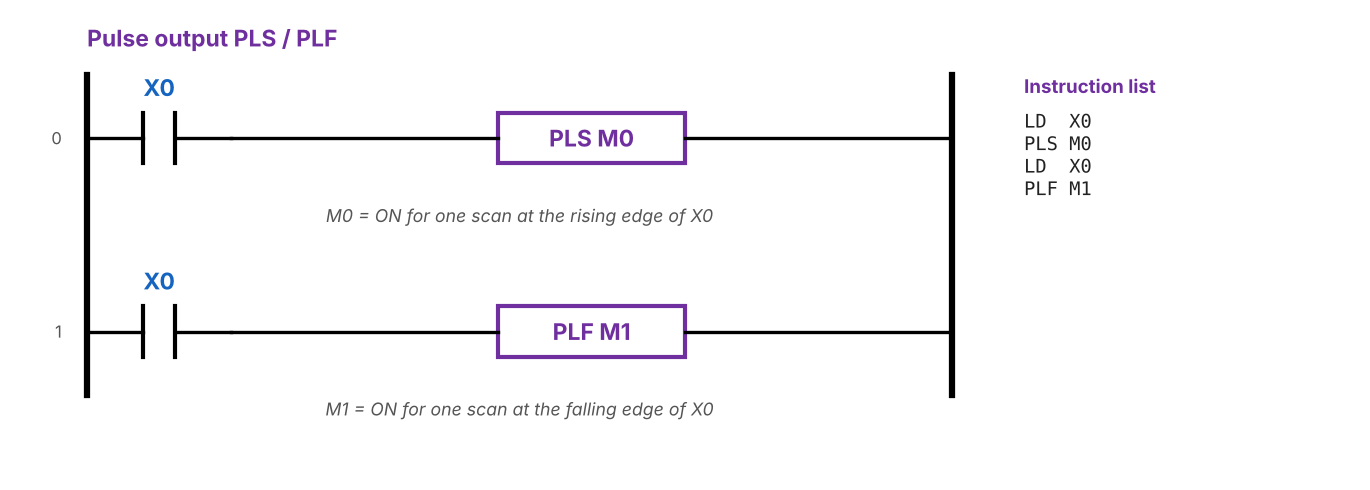 Pulse output PLS / PLF
X0
0
PLS M0
M0 = ON for one scan at the rising edge of X0
X0
1
PLF M1
M1 = ON for one scan at the falling edge of X0
Instruction list
LD  X0
PLS M0
LD  X0
PLF M1